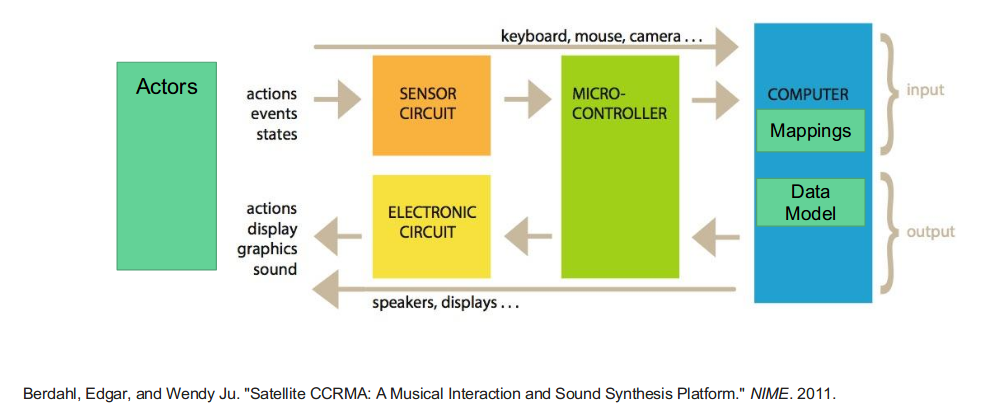 keyboard, mouse, camera . . .
Actors
actions
events
states
SENSOR
CIRCUIT
MICRO-
CONTROLLER
COMPUTER
Mappings
input
actions
display
graphics
sound
ELECTRONIC
CIRCUIT
Data
Model
output
speakers, displays . . .
Berdahl, Edgar, and Wendy Ju. "Satellite CCRMA: A Musical Interaction and Sound Synthesis Platform." NIME. 2011.